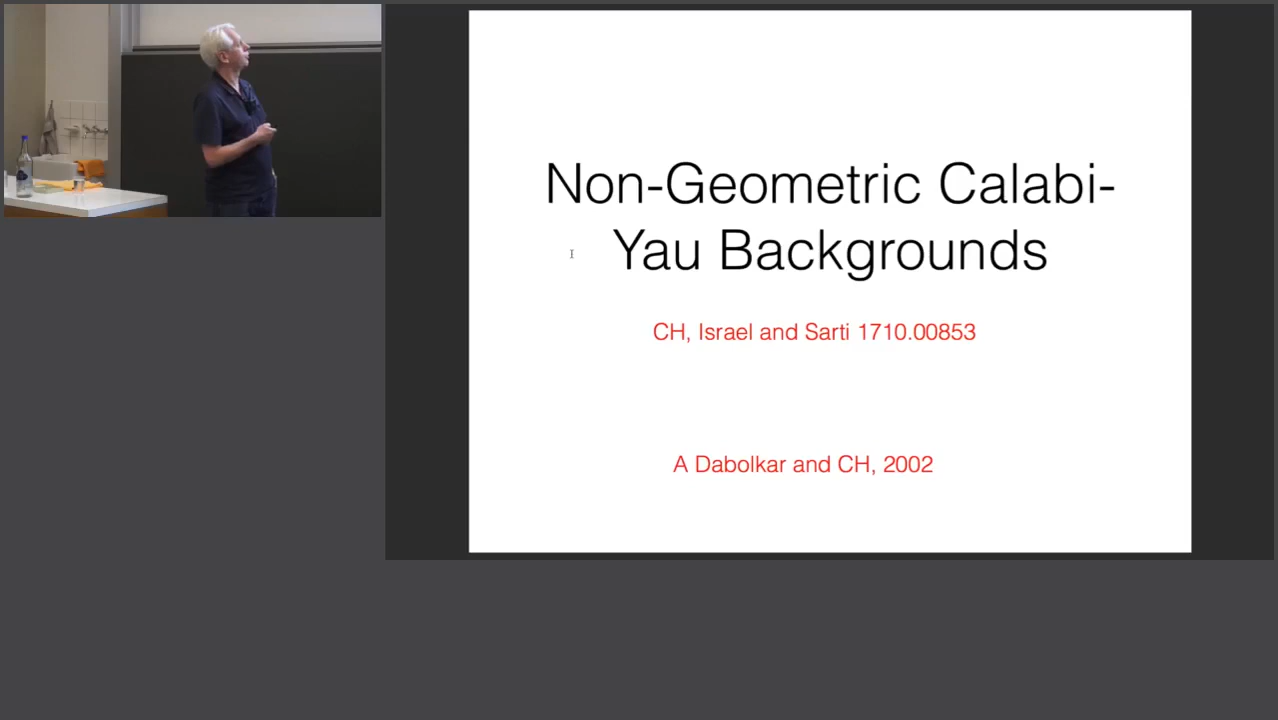 Non-Geometric Calabi-
Yau Backgrounds
CH, Israel and Sarti 1710.00853
A Dabolkar and CH, 2002